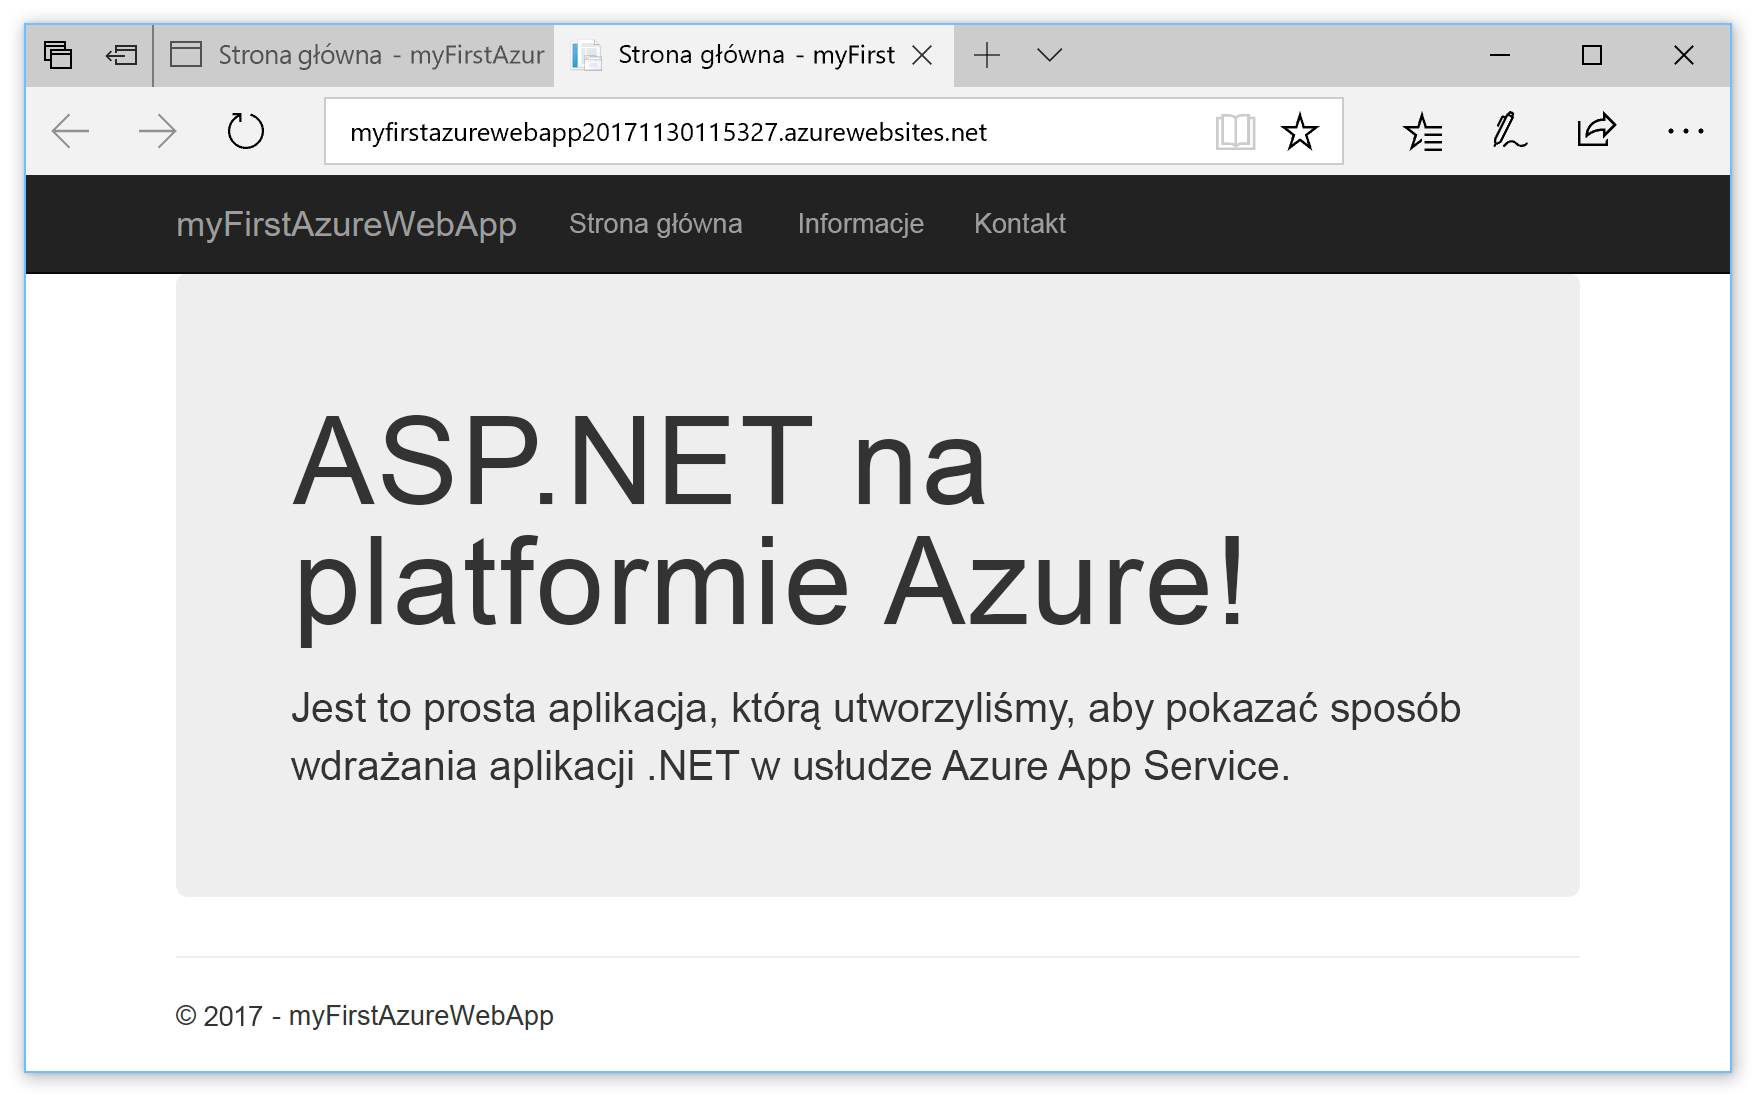 Strona główna - myFirstAzur
Strona główna - myFirst
myfirstazurewebapp20171130115327.azurewebsites.net
myFirstAzureWebApp
Strona główna
Informacje
Kontakt
ASP.NET na
platformie Azure!
Jest to prosta aplikacja, którą utworzyliśmy, aby pokazać sposób
wdrażania aplikacji .NET w usłudze Azure App Service.
© 2017 - myFirstAzureWebApp